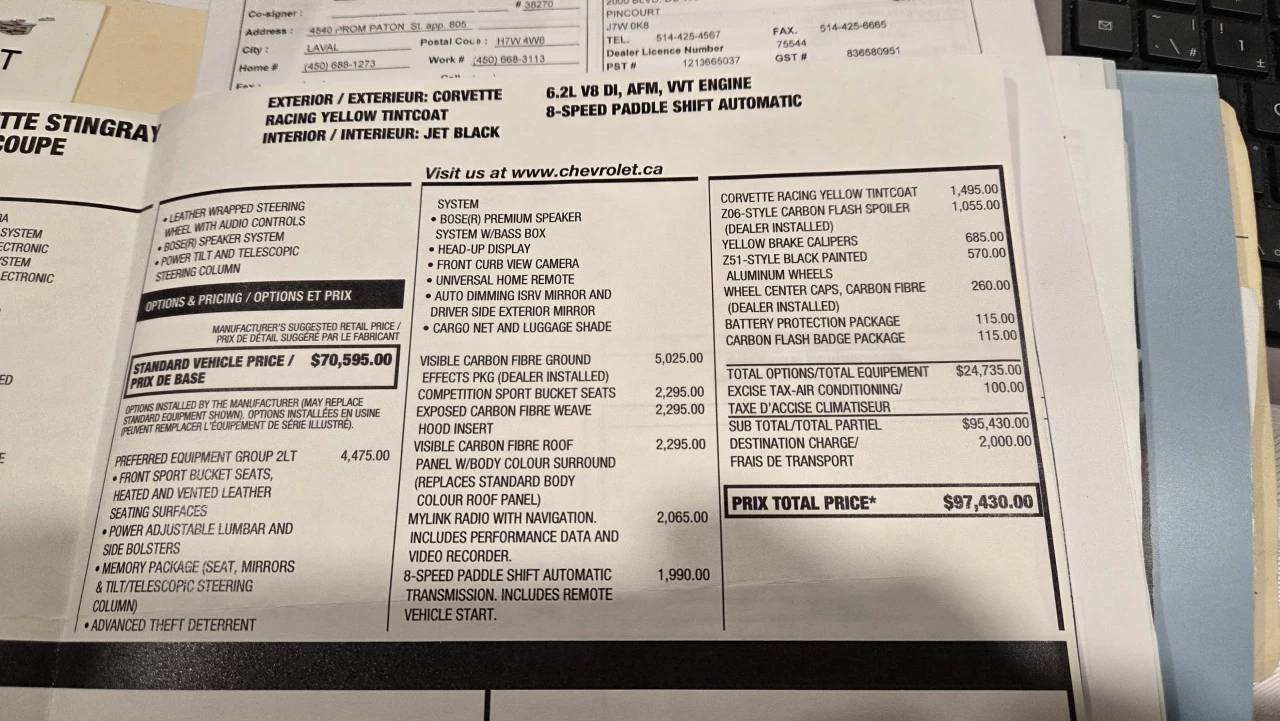 # 38270
Co-signer :
Address : 4840 PROM PATON St. app. 805
City : LAVAL Postal Code : H7W 4W6
Home # (450) 688-1273 Work # (450) 668-3113
PINCOURT
J7W 0K8
TEL. 514-425-4567 FAX. 514-425-6665
Dealer Licence Number 75544
PST # 1213665037 GST # 836580951
T
TTE STINGRAY
COUPE
RA
SYSTEM
ECTRONIC
STEM
ECTRONIC
ED
E
EXTERIOR / EXTERIEUR: CORVETTE
RACING YELLOW TINTCOAT
INTERIOR / INTERIEUR: JET BLACK
6.2L V8 DI, AFM, VVT ENGINE
8-SPEED PADDLE SHIFT AUTOMATIC
Visit us at www.chevrolet.ca
• LEATHER WRAPPED STEERING
WHEEL WITH AUDIO CONTROLS
• BOSE(R) SPEAKER SYSTEM
• POWER TILT AND TELESCOPIC
STEERING COLUMN
OPTIONS & PRICING / OPTIONS ET PRIX
MANUFACTURER'S SUGGESTED RETAIL PRICE /
PRIX DE DÉTAIL SUGGÉRÉ PAR LE FABRICANT
STANDARD VEHICLE PRICE / $70,595.00
PRIX DE BASE
OPTIONS INSTALLED BY THE MANUFACTURER (MAY REPLACE
STANDARD EQUIPMENT SHOWN). OPTIONS INSTALLÉES EN USINE
(PEUVENT REMPLACER L'ÉQUIPEMENT DE SÉRIE ILLUSTRÉ).
PREFERRED EQUIPMENT GROUP 2LT 4,475.00
• FRONT SPORT BUCKET SEATS,
HEATED AND VENTED LEATHER
SEATING SURFACES
• POWER ADJUSTABLE LUMBAR AND
SIDE BOLSTERS
• MEMORY PACKAGE (SEAT, MIRRORS
& TILT/TELESCOPIC STEERING
COLUMN)
• ADVANCED THEFT DETERRENT
SYSTEM
• BOSE(R) PREMIUM SPEAKER
SYSTEM W/BASS BOX
• HEAD-UP DISPLAY
• FRONT CURB VIEW CAMERA
• UNIVERSAL HOME REMOTE
• AUTO DIMMING ISRV MIRROR AND
DRIVER SIDE EXTERIOR MIRROR
• CARGO NET AND LUGGAGE SHADE
VISIBLE CARBON FIBRE GROUND 5,025.00
EFFECTS PKG (DEALER INSTALLED)
COMPETITION SPORT BUCKET SEATS 2,295.00
EXPOSED CARBON FIBRE WEAVE 2,295.00
HOOD INSERT
VISIBLE CARBON FIBRE ROOF 2,295.00
PANEL W/BODY COLOUR SURROUND
(REPLACES STANDARD BODY
COLOUR ROOF PANEL)
MYLINK RADIO WITH NAVIGATION. 2,065.00
INCLUDES PERFORMANCE DATA AND
VIDEO RECORDER.
8-SPEED PADDLE SHIFT AUTOMATIC 1,990.00
TRANSMISSION. INCLUDES REMOTE
VEHICLE START.
CORVETTE RACING YELLOW TINTCOAT 1,495.00
Z06-STYLE CARBON FLASH SPOILER 1,055.00
(DEALER INSTALLED)
YELLOW BRAKE CALIPERS 685.00
Z51-STYLE BLACK PAINTED 570.00
ALUMINUM WHEELS
WHEEL CENTER CAPS, CARBON FIBRE 260.00
(DEALER INSTALLED)
BATTERY PROTECTION PACKAGE 115.00
CARBON FLASH BADGE PACKAGE 115.00
TOTAL OPTIONS/TOTAL EQUIPEMENT $24,735.00
EXCISE TAX-AIR CONDITIONING/ 100.00
TAXE D'ACCISE CLIMATISEUR
SUB TOTAL/TOTAL PARTIEL $95,430.00
DESTINATION CHARGE/ 2,000.00
FRAIS DE TRANSPORT
PRIX TOTAL PRICE* $97,430.00